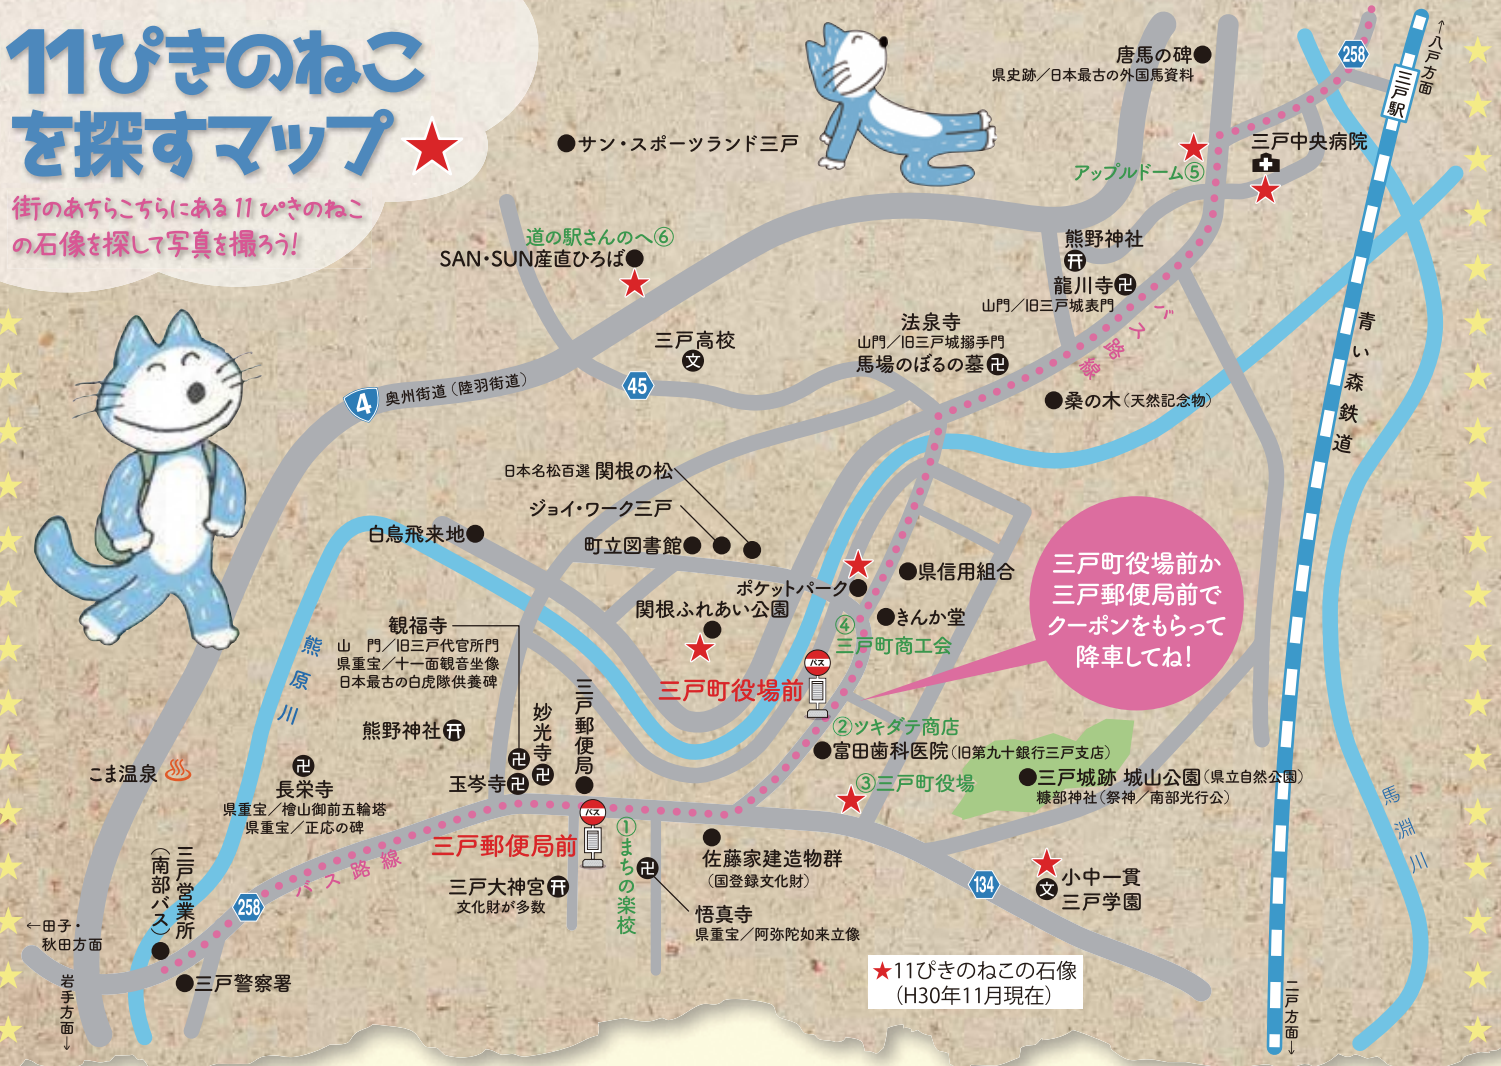 11ぴきのねこ
を探すマップ
街のあちらこちらにある11ぴきのねこ
の石像を探して写真を撮ろう!
唐馬の碑
県史跡／日本最古の外国馬資料
258
←八戸方面
三戸駅
サン・スポーツランド三戸
三戸中央病院
アップルドーム⑤
道の駅さんのへ⑥
SAN・SUN産直ひろば
熊野神社
龍川寺
山門／旧三戸城表門
バス路線
法泉寺
山門／旧三戸城搦手門
馬場のぼるの墓
三戸高校
文
45
4
奥州街道（陸羽街道）
桑の木（天然記念物）
青い森鉄道
日本名松百選 関根の松
ジョイ・ワーク三戸
町立図書館
白鳥飛来地
ポケットパーク
県信用組合
関根ふれあい公園
きんか堂
④
三戸町商工会
三戸町役場前か
三戸郵便局前で
クーポンをもらって
降車してね!
バス
三戸町役場前
観福寺
山　門／旧三戸代官所門
県重宝／十一面観音坐像
日本最古の白虎隊供養碑
熊原川
熊野神社
妙光寺
三戸郵便局
②ツキダテ商店
富田歯科医院（旧第九十銀行三戸支店）
③三戸町役場
三戸城跡 城山公園（県立自然公園）
糠部神社（祭神／南部光行公）
馬淵川
こま温泉
長栄寺
県重宝／檜山御前五輪塔
県重宝／正応の碑
玉岑寺
バス
三戸郵便局前
①まちの楽校
佐藤家建造物群
（国登録文化財）
バス路線
三戸大神宮
文化財が多数
悟真寺
県重宝／阿弥陀如来立像
134
文
小中一貫
三戸学園
三戸営業所
（南部バス）
258
←田子・
秋田方面
三戸警察署
岩手方面→
★11ぴきのねこの石像
（H30年11月現在）
二戸方面→